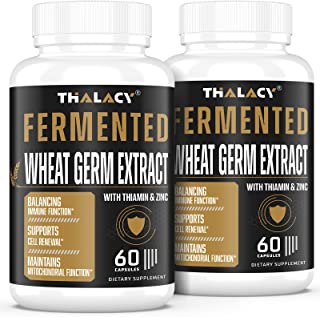 THALACY®
FERMENTED
WHEAT GERM EXTRACT
WITH THIAMIN & ZINC
BALANCING
IMMUNE FUNCTION*
SUPPORTS
CELL RENEWAL*
MAINTAINS
MITOCHONDRIAL FUNCTION*
60
CAPSULES
DIETARY SUPPLEMENT
THALACY®
FERMENTED
WHEAT GERM EXTRACT
WITH THIAMIN & ZINC
BALANCING
IMMUNE FUNCTION*
SUPPORTS
CELL RENEWAL*
MAINTAINS
MITOCHONDRIAL FUNCTION*
60
CAPSULES
DIETARY SUPPLEMENT